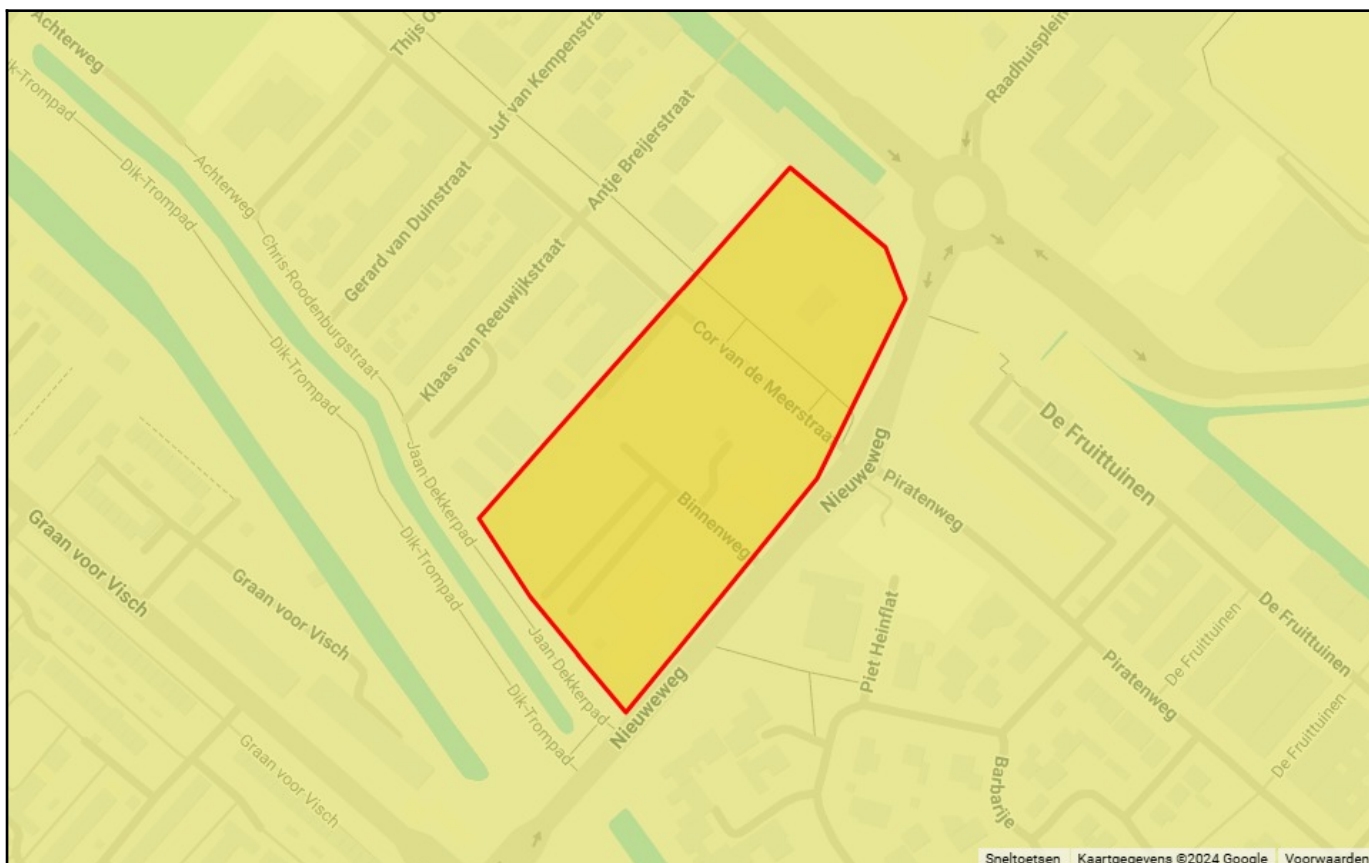 Achterweg
Thijs O
Juf van Kempenstra
Raadhuisplein
k-Trompad
Dik-Trompad
Achterweg
Antje Breijerstraat
Gerard van Duinstraat
Chris Roodenburgstraat
Klaas van Reeuwijkstraat
Dik-Trompad
Cor van de Meerstraat
De Fruittuinen
Jaan Dekkerpad
Nieuweweg
Piratenweg
Binnenweg
Graan voor Visch
Dik-Trompad
Graan voor Visch
Piet Heinflat
De Fruittuinen
De Fruittuinen
Jaan Dekkerpad
Piratenweg
Nieuweweg
Dik-Trompad
Graan voor Visch
Barbarije
De Fruittuinen
Sneltoetsen
Kaartgegevens ©2024 Google
Voorwaarden